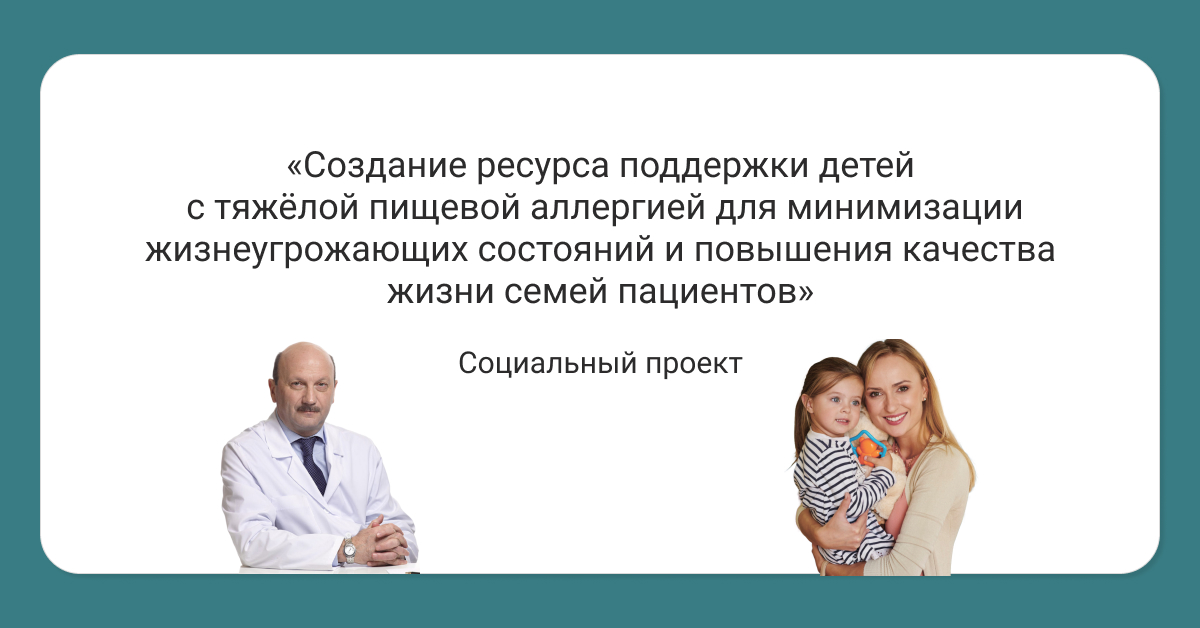 «Создание ресурса поддержки детей
с тяжёлой пищевой аллергией для минимизации
жизнеугрожающих состояний и повышения качества
жизни семей пациентов»
Социальный проект